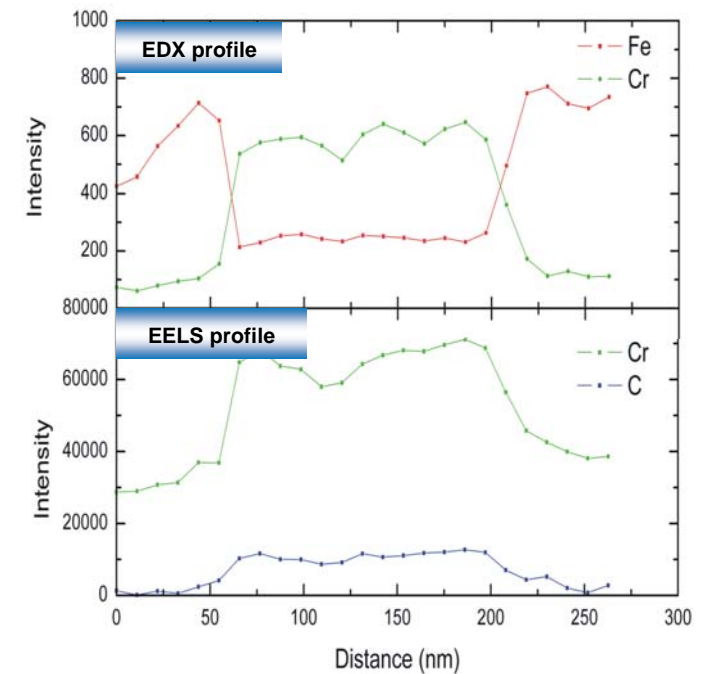 1000
800
600
400
200
Intensity
EDX profile
Fe
Cr
80000
60000
40000
20000
0
Intensity
EELS profile
Cr
C
0 50 100 150 200 250 300
Distance (nm)